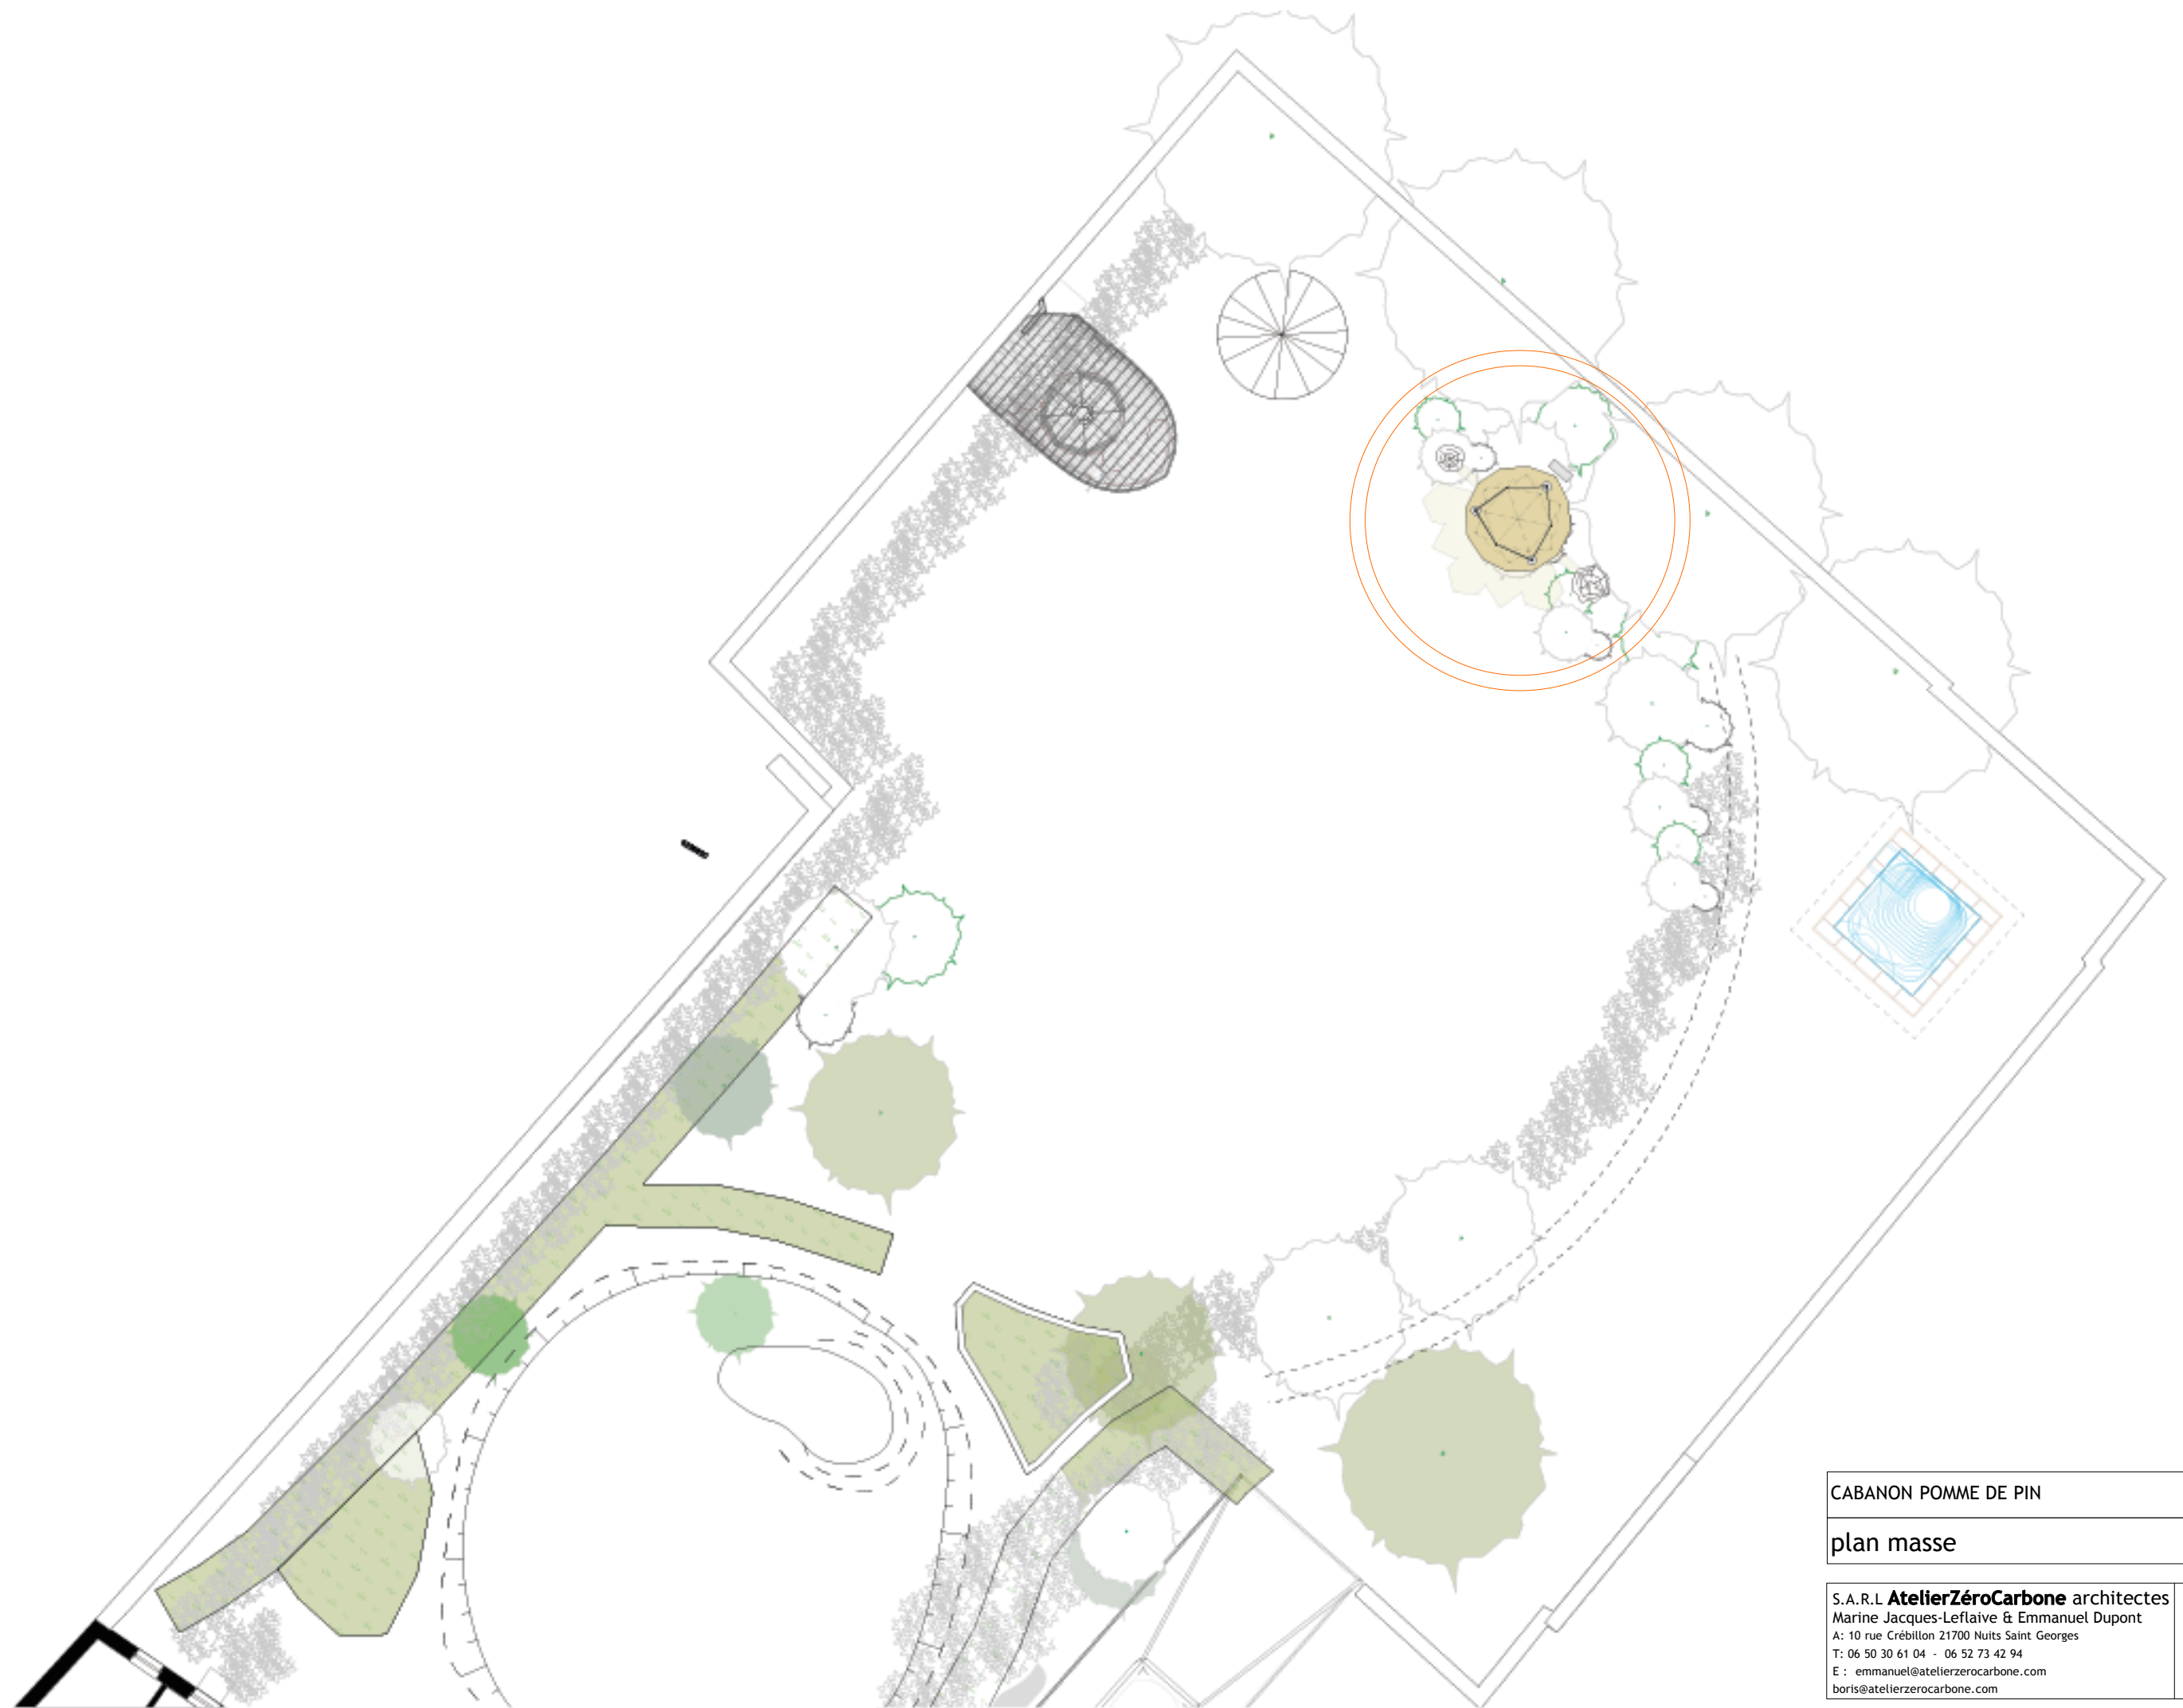 CABANON POMME DE PIN
plan masse
S.A.R.L AtelierZéroCarbone architectes
Marine Jacques-Leflaive & Emmanuel Dupont
A: 10 rue Crébillon 21700 Nuits Saint Georges
T: 06 50 30 61 04 - 06 52 73 42 94
E : emmanuel@atelierzerocarbone.com
boris@atelierzerocarbone.com